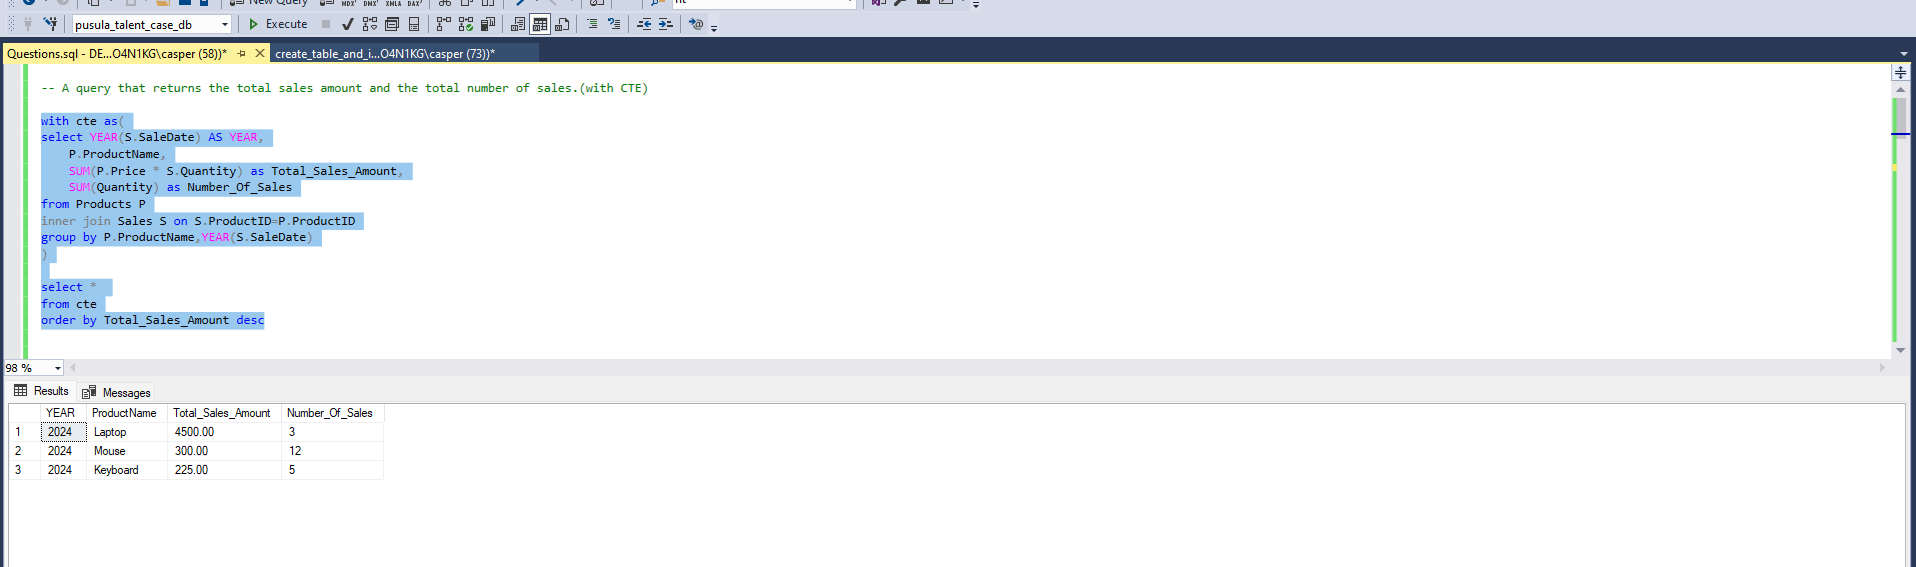 New Query MDX DMX XMLA DAX
pusula_talent_case_db Execute
Questions.sql - DE...O4N1KG\casper (58))* create_table_and_i...O4N1KG\casper (73))*
-- A query that returns the total sales amount and the total number of sales.(with CTE)
with cte as(
select YEAR(S.SaleDate) AS YEAR,
P.ProductName,
SUM(P.Price * S.Quantity) as Total_Sales_Amount,
SUM(Quantity) as Number_Of_Sales
from Products P
inner join Sales S on S.ProductID=P.ProductID
group by P.ProductName,YEAR(S.SaleDate)
)
select *
from cte
order by Total_Sales_Amount desc
98 %
Results Messages
YEAR ProductName Total_Sales_Amount Number_Of_Sales
1 2024 Laptop 4500.00 3
2 2024 Mouse 300.00 12
3 2024 Keyboard 225.00 5